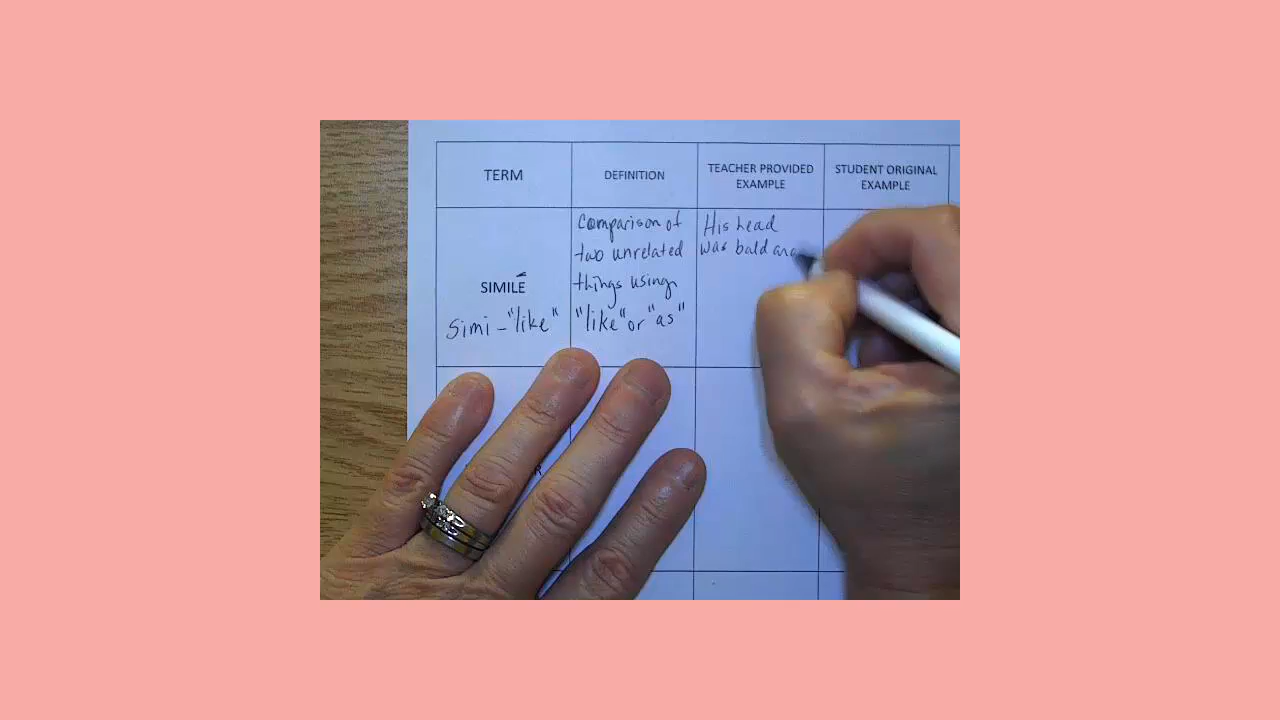 TERM
DEFINITION
TEACHER PROVIDED
EXAMPLE
STUDENT ORIGINAL
EXAMPLE
SIMILE
Simi - "like"
Comparison of
two unrelated
things using
"like" or "as"
His head
was bald and
R